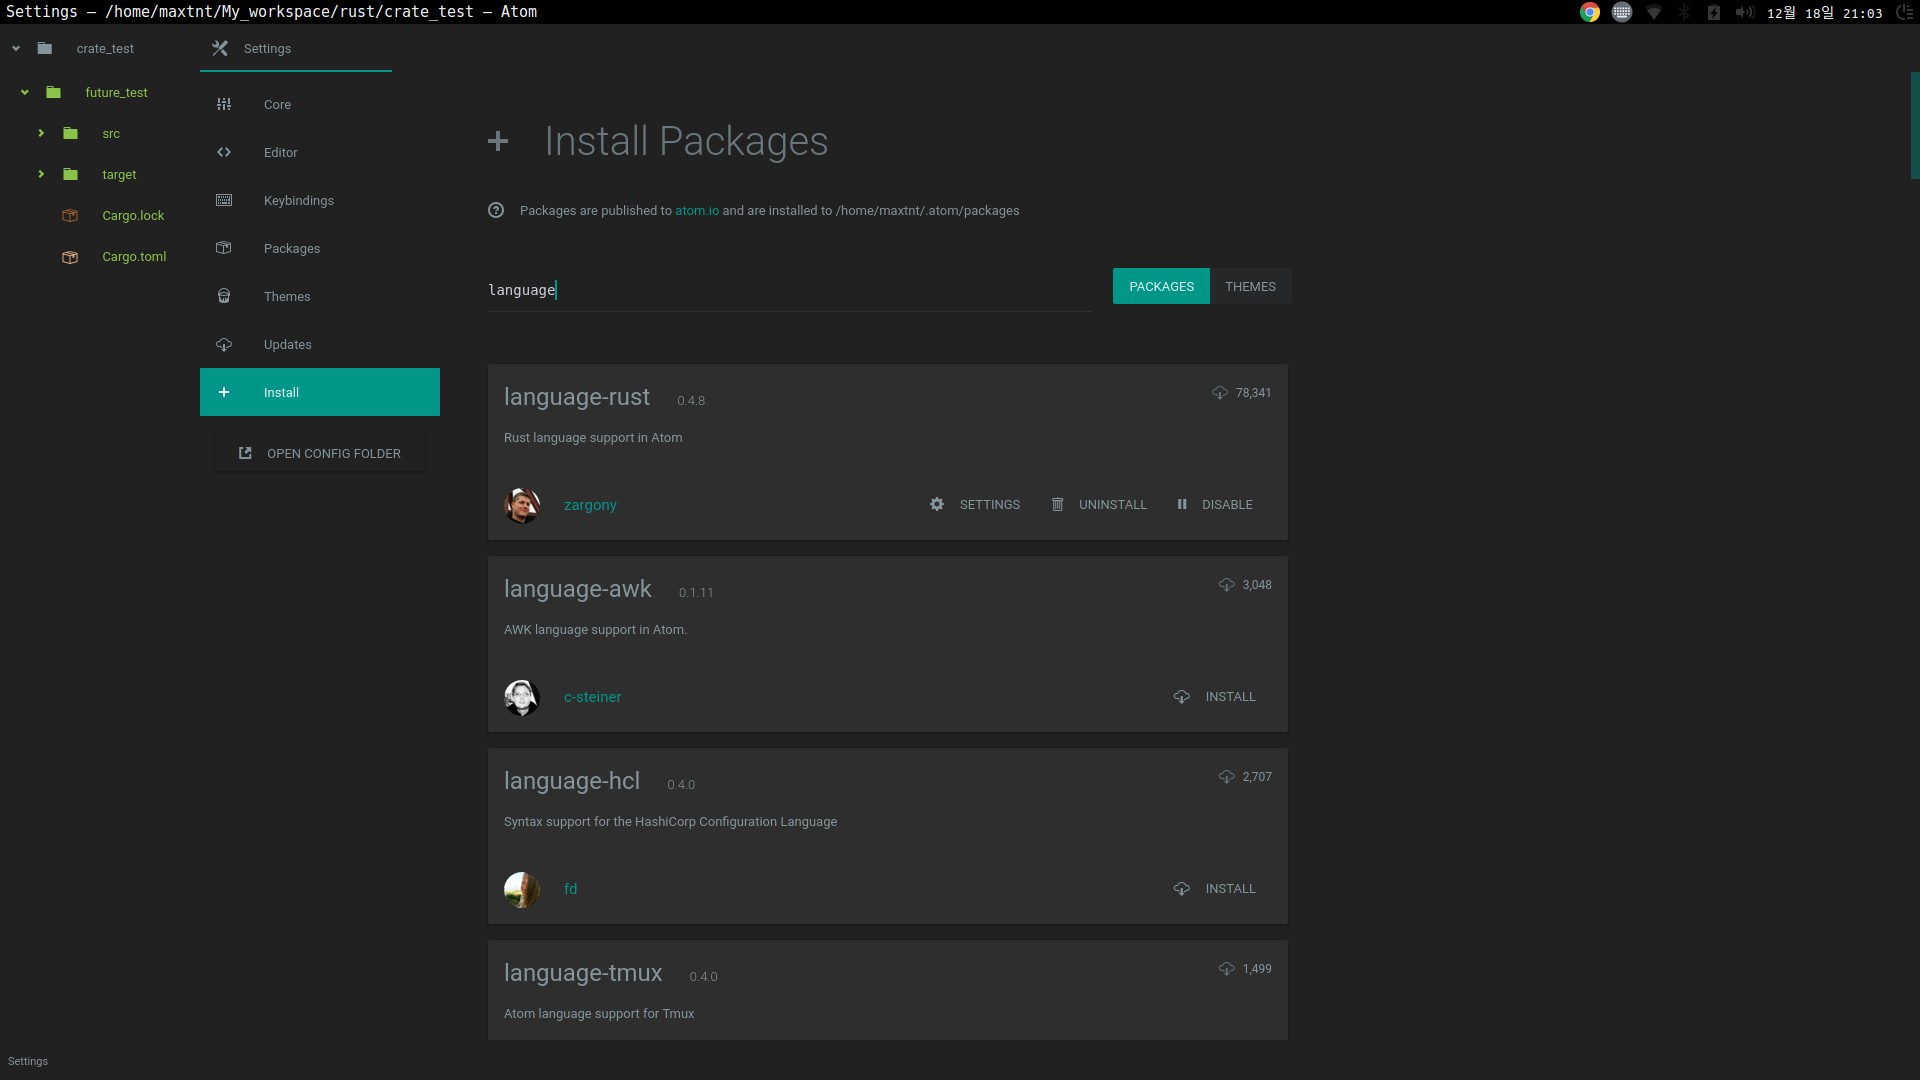 Settings — /home/maxtnt/My_workspace/rust/crate_test — Atom
12월 18일 21:03
crate_test
future_test
src
target
Cargo.lock
Cargo.toml
Settings
Core
Editor
Keybindings
Packages
Themes
Updates
Install
OPEN CONFIG FOLDER
Install Packages
Packages are published to atom.io and are installed to /home/maxtnt/.atom/packages
language
PACKAGES THEMES
language-rust 0.4.8 78,341
Rust language support in Atom
zargony SETTINGS UNINSTALL DISABLE
language-awk 0.1.11 3,048
AWK language support in Atom.
c-steiner INSTALL
language-hcl 0.4.0 2,707
Syntax support for the HashiCorp Configuration Language
fd INSTALL
language-tmux 0.4.0 1,499
Atom language support for Tmux
Settings